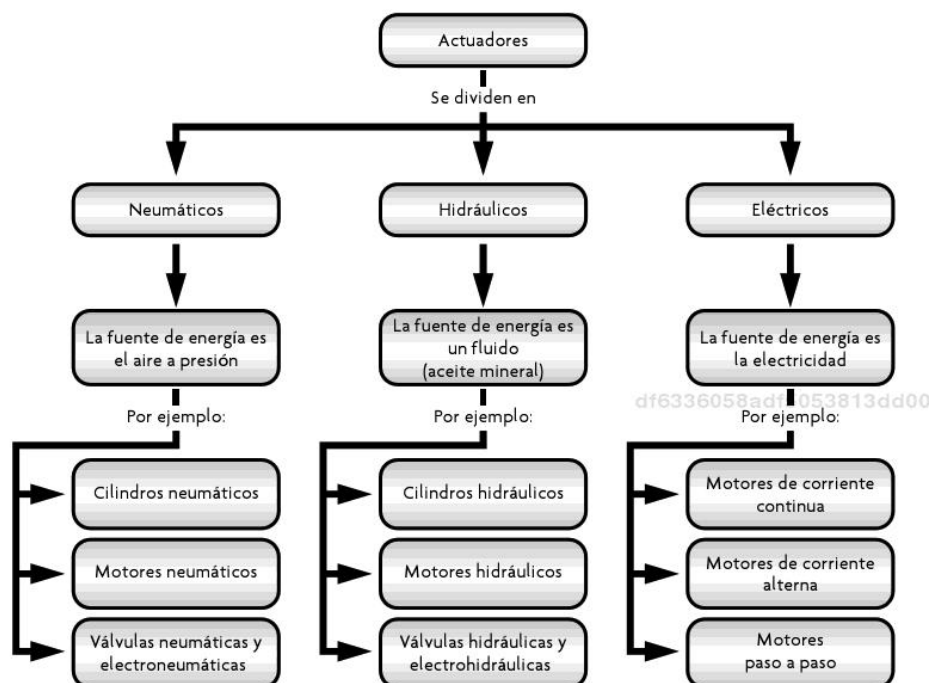 Actuadores
Se dividen en
Neumáticos
Hidráulicos
Eléctricos
La fuente de energía es
el aire a presión
La fuente de energía es
un fluido
(aceite mineral)
La fuente de energía es
la electricidad
Por ejemplo:
Por ejemplo:
Por ejemplo:
Cilindros neumáticos
Cilindros hidráulicos
Motores de corriente
continua
Motores neumáticos
Motores hidráulicos
Motores de corriente
alterna
Válvulas neumáticas y
electroneumáticas
Válvulas hidráulicas y
electrohidráulicas
Motores
paso a paso